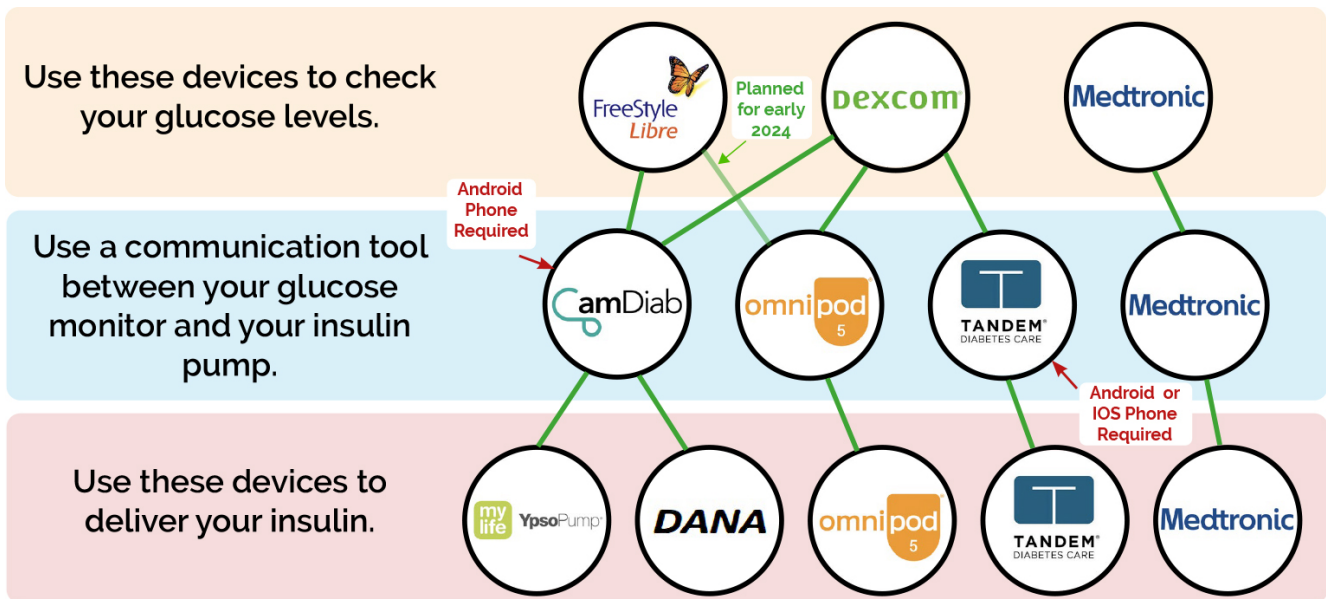 Use these devices to check
your glucose levels.
FreeStyle
Libre
Planned
for early
2024
Dexcom
Medtronic
Android
Phone
Required
Use a communication tool
between your glucose
monitor and your insulin
pump.
CamDiab
omnipod
5
TANDEM®
DIABETES CARE
Medtronic
Android or
IOS Phone
Required
Use these devices to
deliver your insulin.
my
life
YpsoPump®
DANA
omnipod
5
TANDEM®
DIABETES CARE
Medtronic